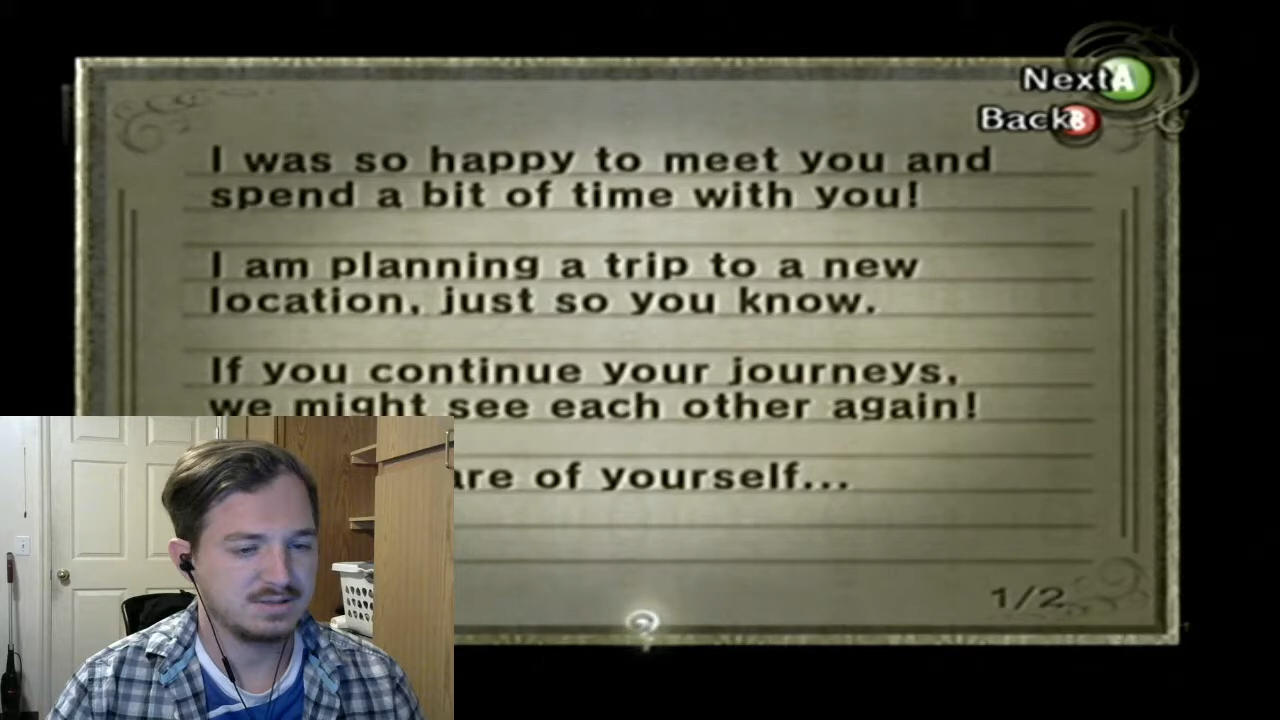 Next A
Back B
I was so happy to meet you and
spend a bit of time with you!
I am planning a trip to a new
location, just so you know.
If you continue your journeys,
we might see each other again!
are of yourself...
1/2